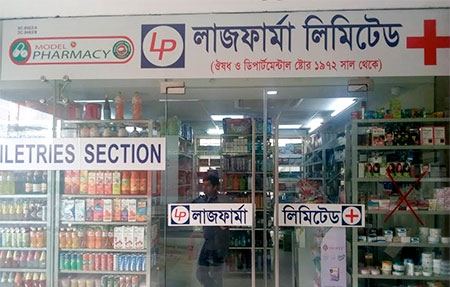 MODEL
PHARMACY
LP
লাজফার্মা লিমিটেড
(ঔষধ ও ডিপার্টমেন্টাল ষ্টোর ১৯৭২ সাল থেকে)
ILETRIES SECTION
LP লাজফার্মা লিমিটেড